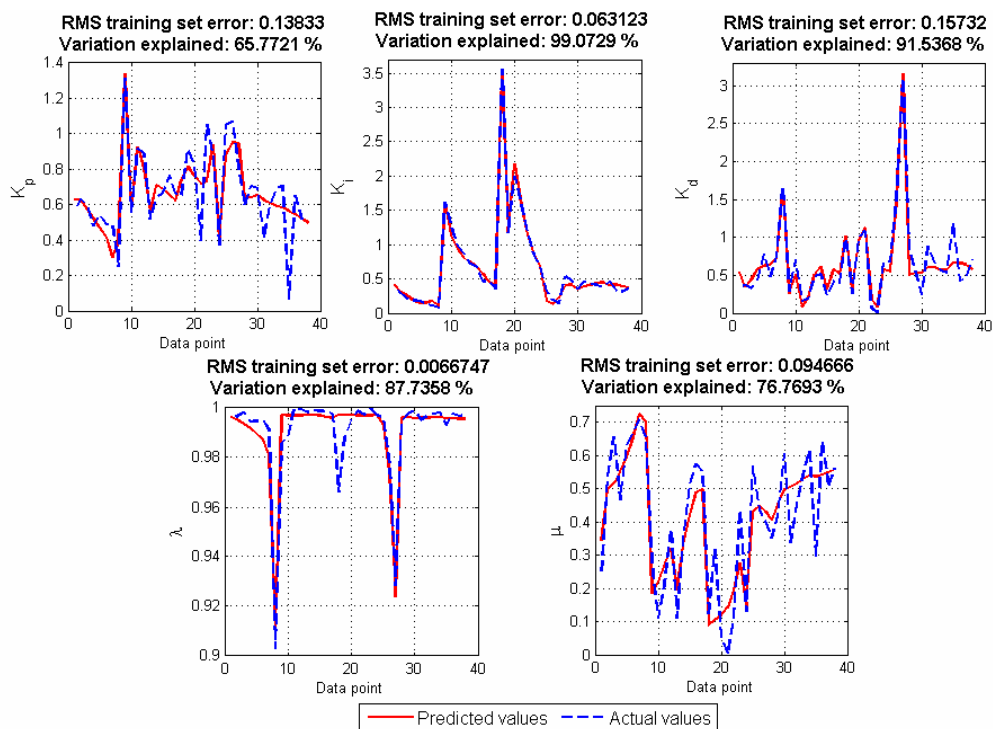 RMS training set error: 0.13833
Variation explained: 65.7721 %
1.4
1.2
1
0.8
0.6
0.4
0.2
0
K_p
0
10
20
30
40
Data point
RMS training set error: 0.063123
Variation explained: 99.0729 %
3.5
3
2.5
2
1.5
1
0.5
0
K_i
0
10
20
30
40
Data point
RMS training set error: 0.15732
Variation explained: 91.5368 %
3
2.5
2
1.5
1
0.5
0
K_d
0
10
20
30
40
Data point
RMS training set error: 0.0066747
Variation explained: 87.7358 %
1
0.98
0.96
0.94
0.92
0.9
λ
0
10
20
30
40
Data point
RMS training set error: 0.094666
Variation explained: 76.7693 %
0.7
0.6
0.5
0.4
0.3
0.2
0.1
0
μ
0
10
20
30
40
Data point
Predicted values
Actual values